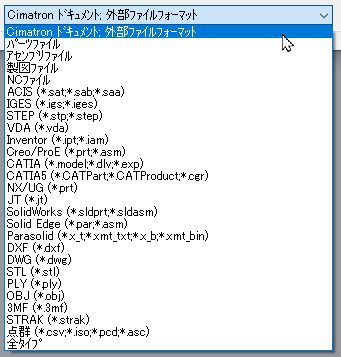 Cimatron ﾄﾞｷｭﾒﾝﾄ; 外部ファイルフォーマット
Cimatron ﾄﾞｷｭﾒﾝﾄ; 外部ファイルフォーマット
ﾊﾟｰﾂファイル
ｱｾﾝﾌﾞﾘファイル
製図ファイル
NCファイル
ACIS (*.sat;*.sab;*.saa)
IGES (*.igs;*.iges)
STEP (*.stp;*.step)
VDA (*.vda)
Inventor (*.ipt;*.iam)
Creo/ProE (*.prt;*.asm)
CATIA (*.model;*.dlv;*.exp)
CATIA5 (*.CATPart;*.CATProduct;*.cgr)
NX/UG (*.prt)
JT (*.jt)
SolidWorks (*.sldprt;*.sldasm)
Solid Edge (*.par;*.asm)
Parasolid (*.x_t;*.xmt_txt;*.x_b;*.xmt_bin)
DXF (*.dxf)
DWG (*.dwg)
STL (*.stl)
PLY (*.ply)
OBJ (*.obj)
3MF (*.3mf)
STRAK (*.strak)
点群 (*.csv;*.iso;*pcd;*.asc)
全ﾀｲﾌﾟ